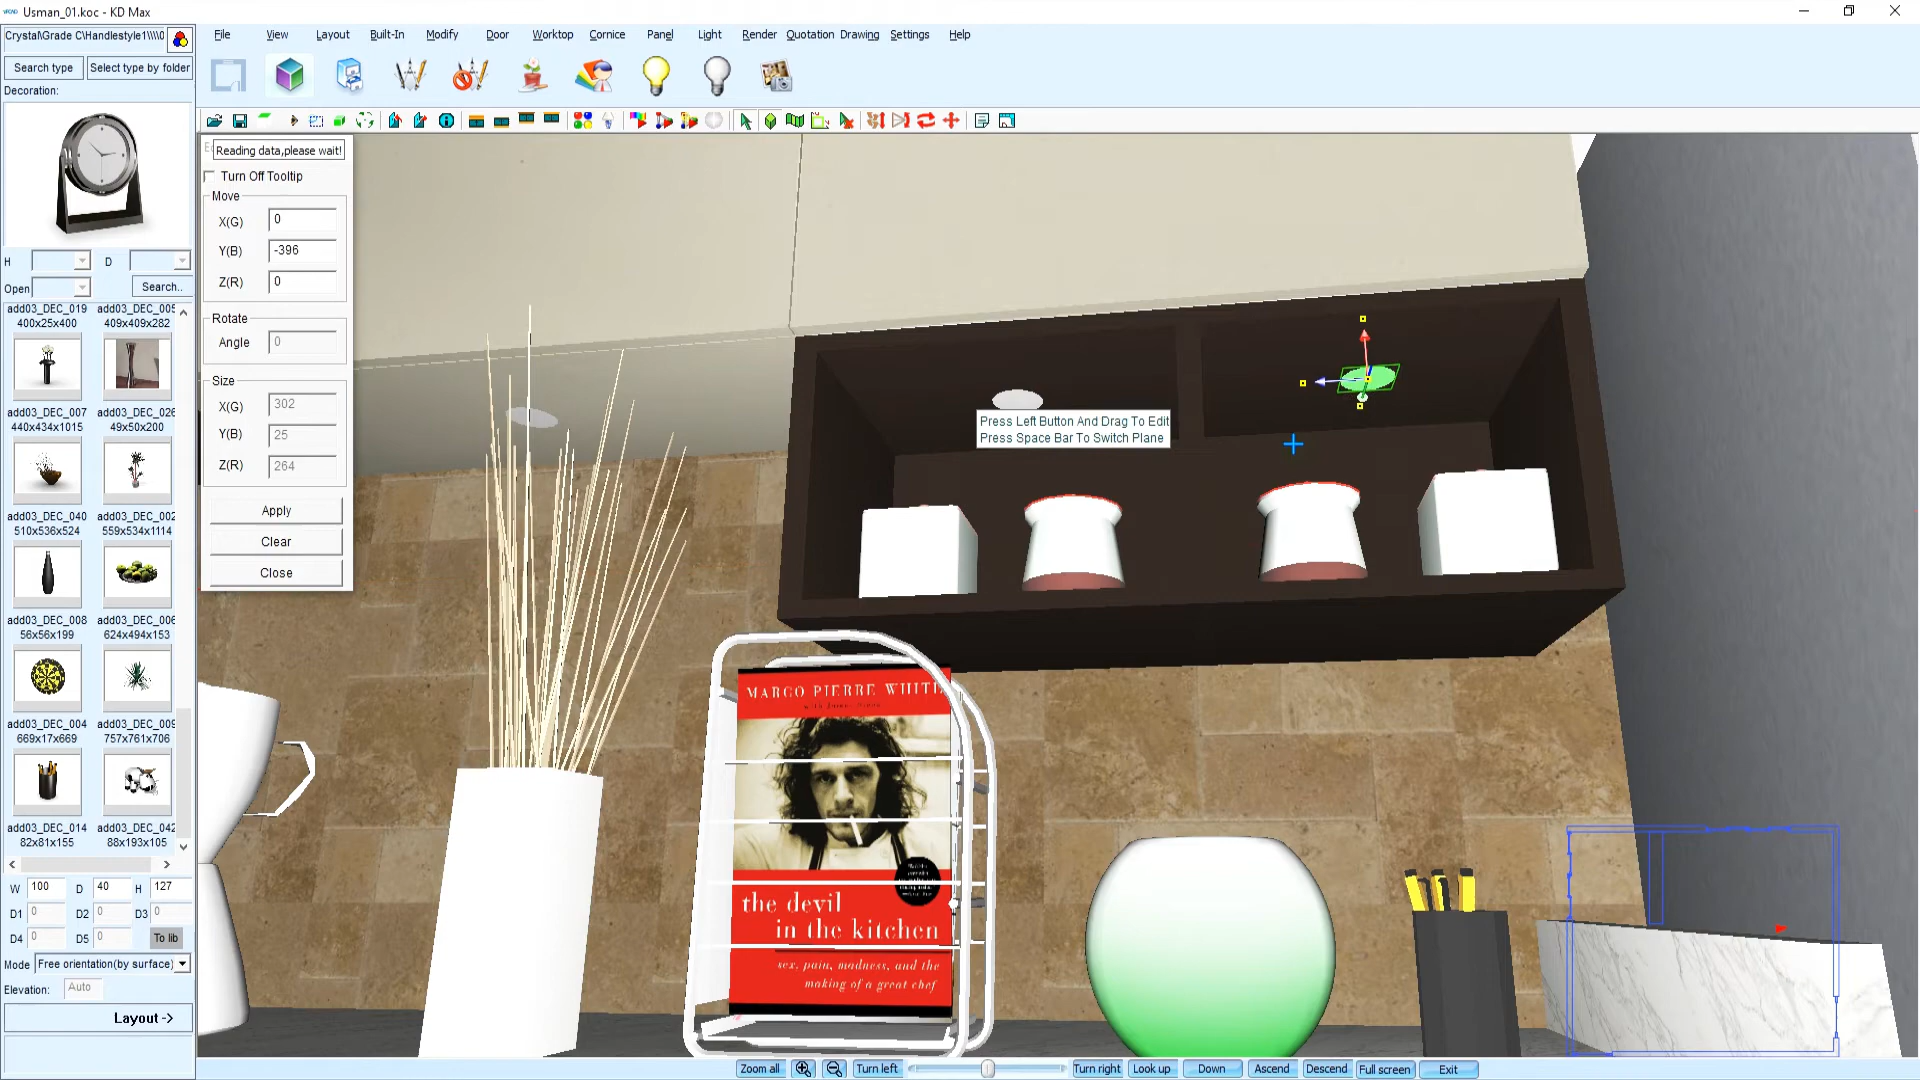 Usman_01.koc - KD Max
Crystal\Grade C\Handlestyle1\\\\0
File View Layout Built-In Modify Door Worktop Cornice Panel Light Render Quotation Drawing Settings Help
Search type
Select type by folder
Decoration:
H
D
Open
Search..
add03_DEC_019
400x25x400
add03_DEC_005
409x409x282
add03_DEC_007
440x434x1015
add03_DEC_026
49x50x200
add03_DEC_040
510x536x524
add03_DEC_002
559x534x1114
add03_DEC_008
56x56x199
add03_DEC_006
624x494x153
add03_DEC_004
669x17x669
add03_DEC_009
757x761x706
add03_DEC_014
82x81x155
add03_DEC_042
88x193x105
W 100 D 40 H 127
D1 0 D2 0 D3 0
D4 0 D5 0 To lib
Mode Free orientation(by surface)
Elevation: Auto
Layout ->
Reading data,please wait!
Turn Off Tooltip
Move
X(G) 0
Y(B) -396
Z(R) 0
Rotate
Angle 0
Size
X(G) 302
Y(B) 25
Z(R) 264
Apply
Clear
Close
Press Left Button And Drag To Edit
Press Space Bar To Switch Plane
MARCO PIERRE WHITE
the devil
in the kitchen
sex, pain, madness, and the
making of a great chef
Zoom all Turn left Turn right Look up Down Ascend Descend Full screen Exit